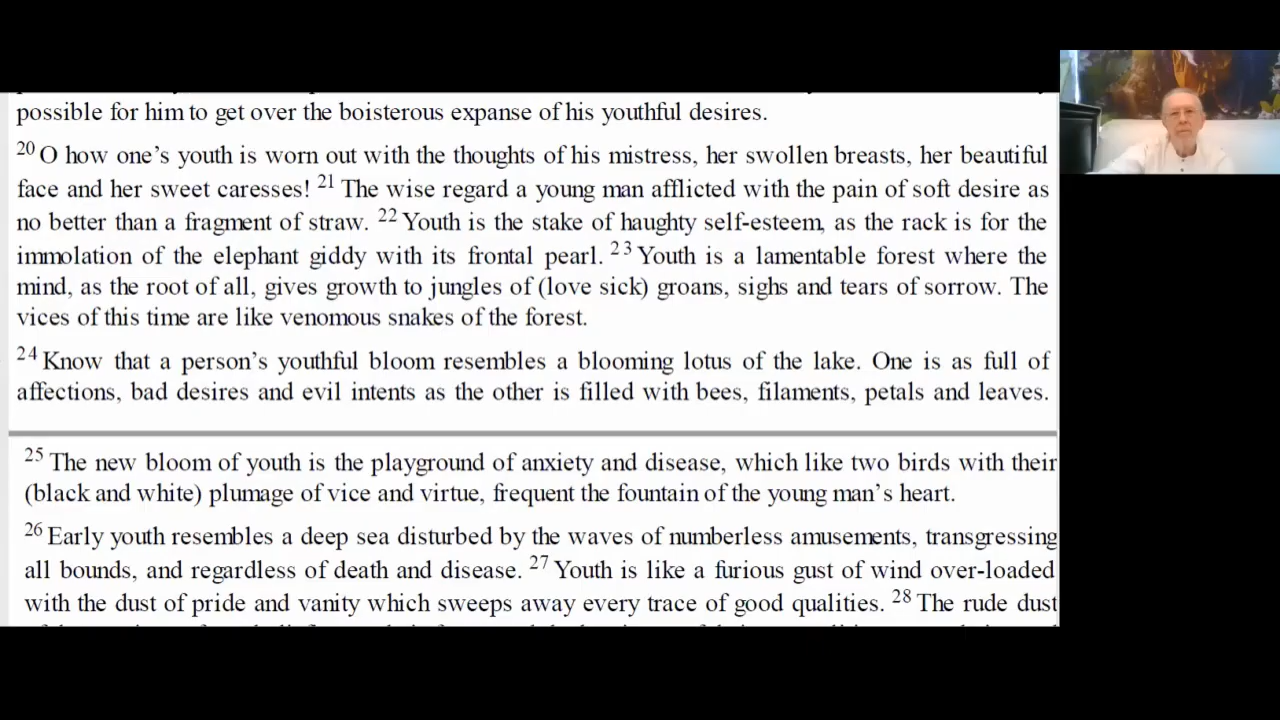 possible for him to get over the boisterous expanse of his youthful desires.
20 O how one’s youth is worn out with the thoughts of his mistress, her swollen breasts, her beautiful
face and her sweet caresses! 21 The wise regard a young man afflicted with the pain of soft desire as
no better than a fragment of straw. 22 Youth is the stake of haughty self-esteem, as the rack is for the
immolation of the elephant giddy with its frontal pearl. 23 Youth is a lamentable forest where the
mind, as the root of all, gives growth to jungles of (love sick) groans, sighs and tears of sorrow. The
vices of this time are like venomous snakes of the forest.
24 Know that a person’s youthful bloom resembles a blooming lotus of the lake. One is as full of
affections, bad desires and evil intents as the other is filled with bees, filaments, petals and leaves.
25 The new bloom of youth is the playground of anxiety and disease, which like two birds with their
(black and white) plumage of vice and virtue, frequent the fountain of the young man’s heart.
26 Early youth resembles a deep sea disturbed by the waves of numberless amusements, transgressing
all bounds, and regardless of death and disease. 27 Youth is like a furious gust of wind over-loaded
with the dust of pride and vanity which sweeps away every trace of good qualities. 28 The rude dust